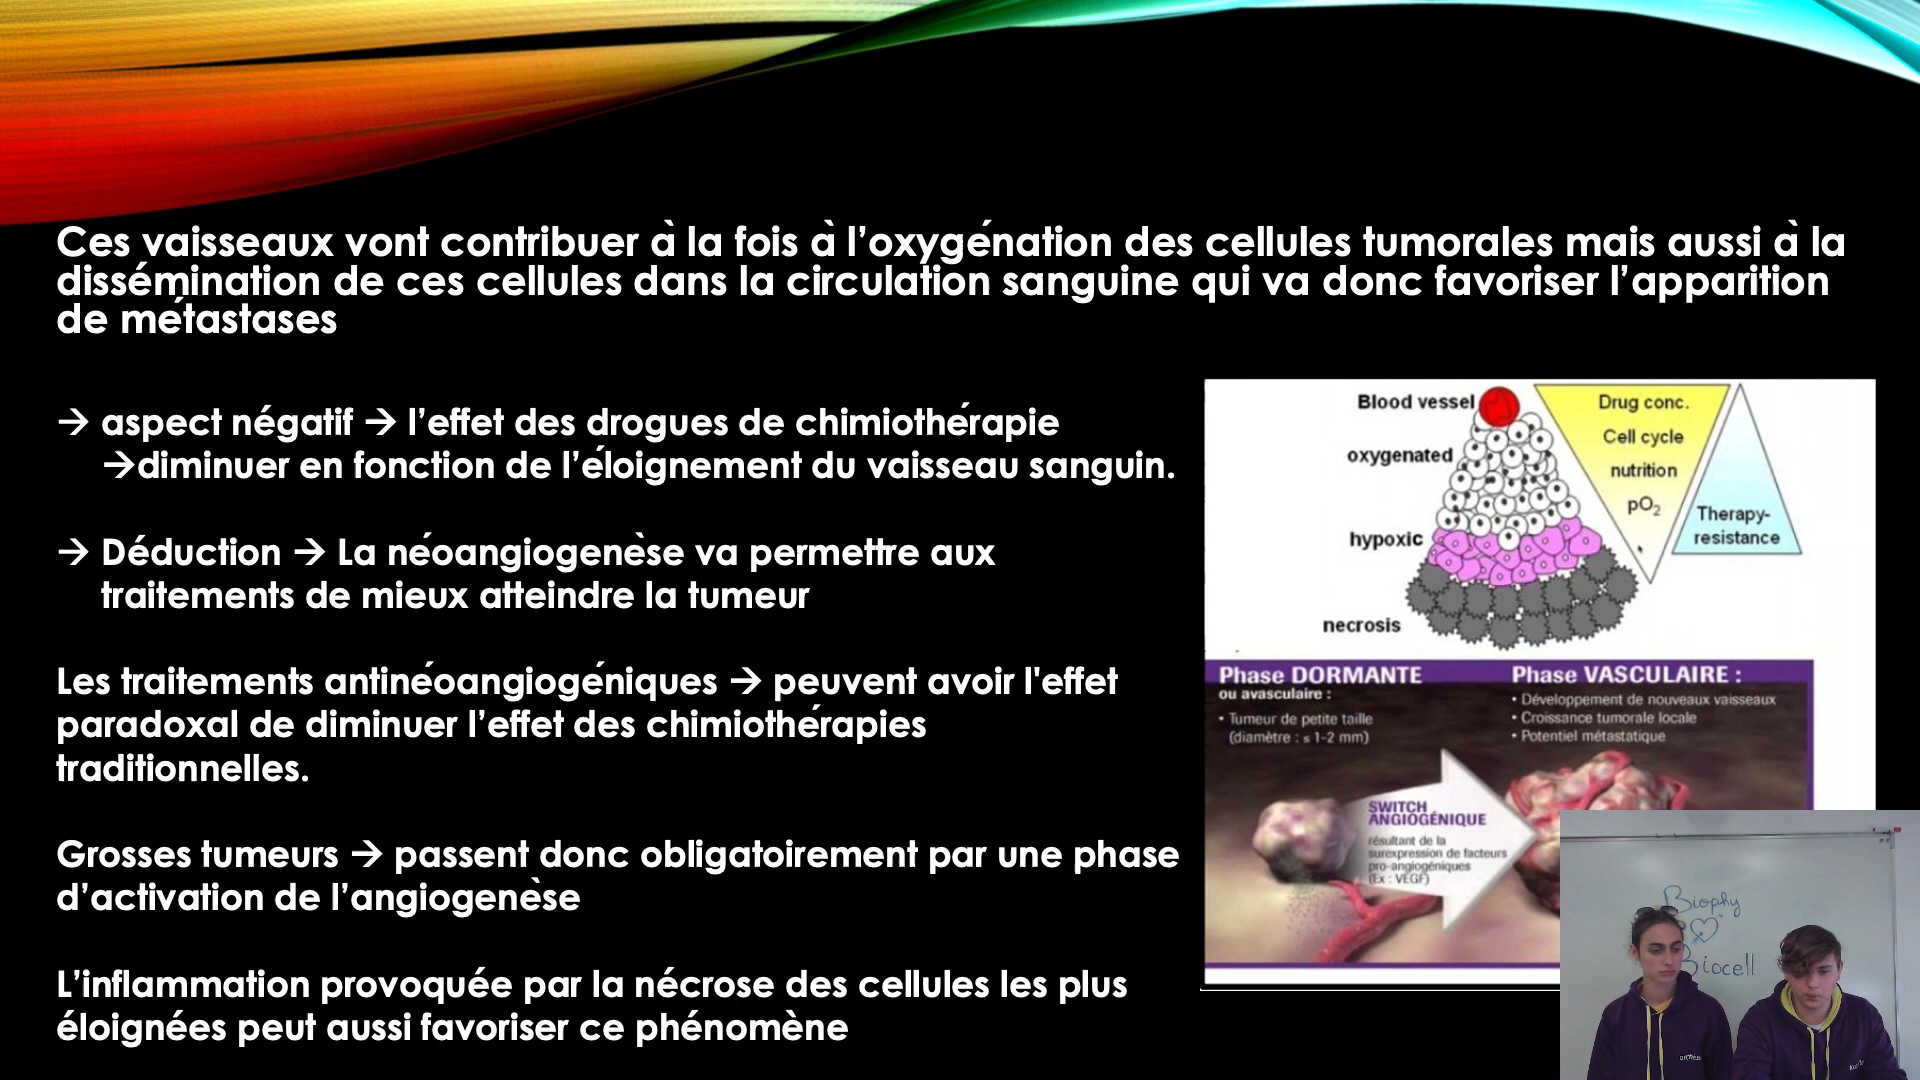 Ces vaisseaux vont contribuer à la fois à l’oxygénation des cellules tumorales mais aussi à la
dissémination de ces cellules dans la circulation sanguine qui va donc favoriser l’apparition
de métastases
→ aspect négatif → l’effet des drogues de chimiothérapie
→diminuer en fonction de l’éloignement du vaisseau sanguin.
→ Déduction → La néoangiogenèse va permettre aux
traitements de mieux atteindre la tumeur
Les traitements antinéoangiogéniques → peuvent avoir l'effet
paradoxal de diminuer l’effet des chimiothérapies
traditionnelles.
Grosses tumeurs → passent donc obligatoirement par une phase
d’activation de l’angiogenèse
L’inflammation provoquée par la nécrose des cellules les plus
éloignées peut aussi favoriser ce phénomène
Blood vessel
oxygenated
hypoxic
necrosis
Drug conc.
Cell cycle
nutrition
pO2
Therapy-
resistance
Phase DORMANTE
ou avasculaire :
• Tumeur de petite taille
(diamètre : ≤ 1-2 mm)
Phase VASCULAIRE :
• Développement de nouveaux vaisseaux
• Croissance tumorale locale
• Potentiel métastatique
SWITCH
ANGIOGÉNIQUE
résultant de la
surexpression de facteurs
pro-angiogéniques
(Ex : VEGF)
Biophy
Biocell